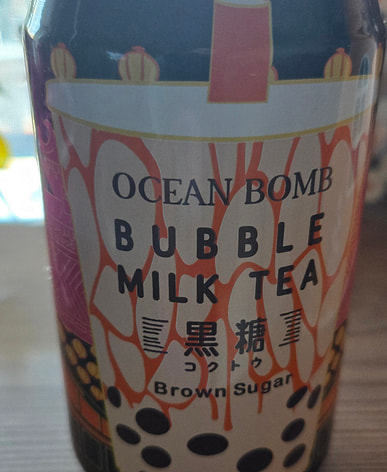 OCEAN BOMB
BUBBLE
MILK TEA
黒糖
コクトウ
Brown Sugar